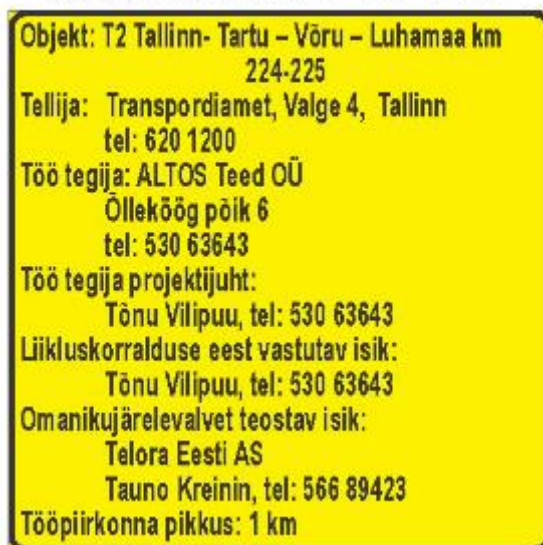 Objekt: T2 Tallinn- Tartu – Võru – Luhamaa km
224-225
Tellija: Transpordiamet, Valge 4, Tallinn
tel: 620 1200
Töö tegija: ALTOS Teed OÜ
Õlleköög põik 6
tel: 530 63643
Töö tegija projektijuht:
Tõnu Vilipuu, tel: 530 63643
Liikluskorralduse eest vastutav isik:
Tõnu Vilipuu, tel: 530 63643
Omanikujärelevalvet teostav isik:
Telora Eesti AS
Tauno Kreinin, tel: 566 89423
Tööpiirkonna pikkus: 1 km